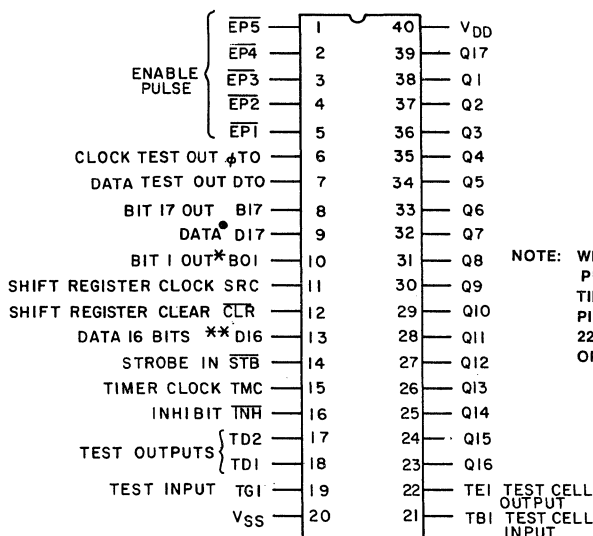 EP5 1 40 VDD
EP4 2 39 Q17
ENABLE PULSE EP3 3 38 Q1
EP2 4 37 Q2
EP1 5 36 Q3
CLOCK TEST OUT φTO 6 35 Q4
DATA TEST OUT DTO 7 34 Q5
BIT 17 OUT B17 8 33 Q6
DATA● D17 9 32 Q7
BIT 1 OUT* BO1 10 31 Q8
SHIFT REGISTER CLOCK SRC 11 30 Q9
SHIFT REGISTER CLEAR CLR 12 29 Q10
DATA 16 BITS ** D16 13 28 Q11
STROBE IN STB 14 27 Q12
TIMER CLOCK TMC 15 26 Q13
INHIBIT INH 16 25 Q14
TEST OUTPUTS TD2 17 24 Q15
TD1 18 23 Q16
TEST INPUT TG1 19 22 TE1 TEST CELL OUTPUT
VSS 20 21 TB1 TEST CELL INPUT
NOTE:
PI
22